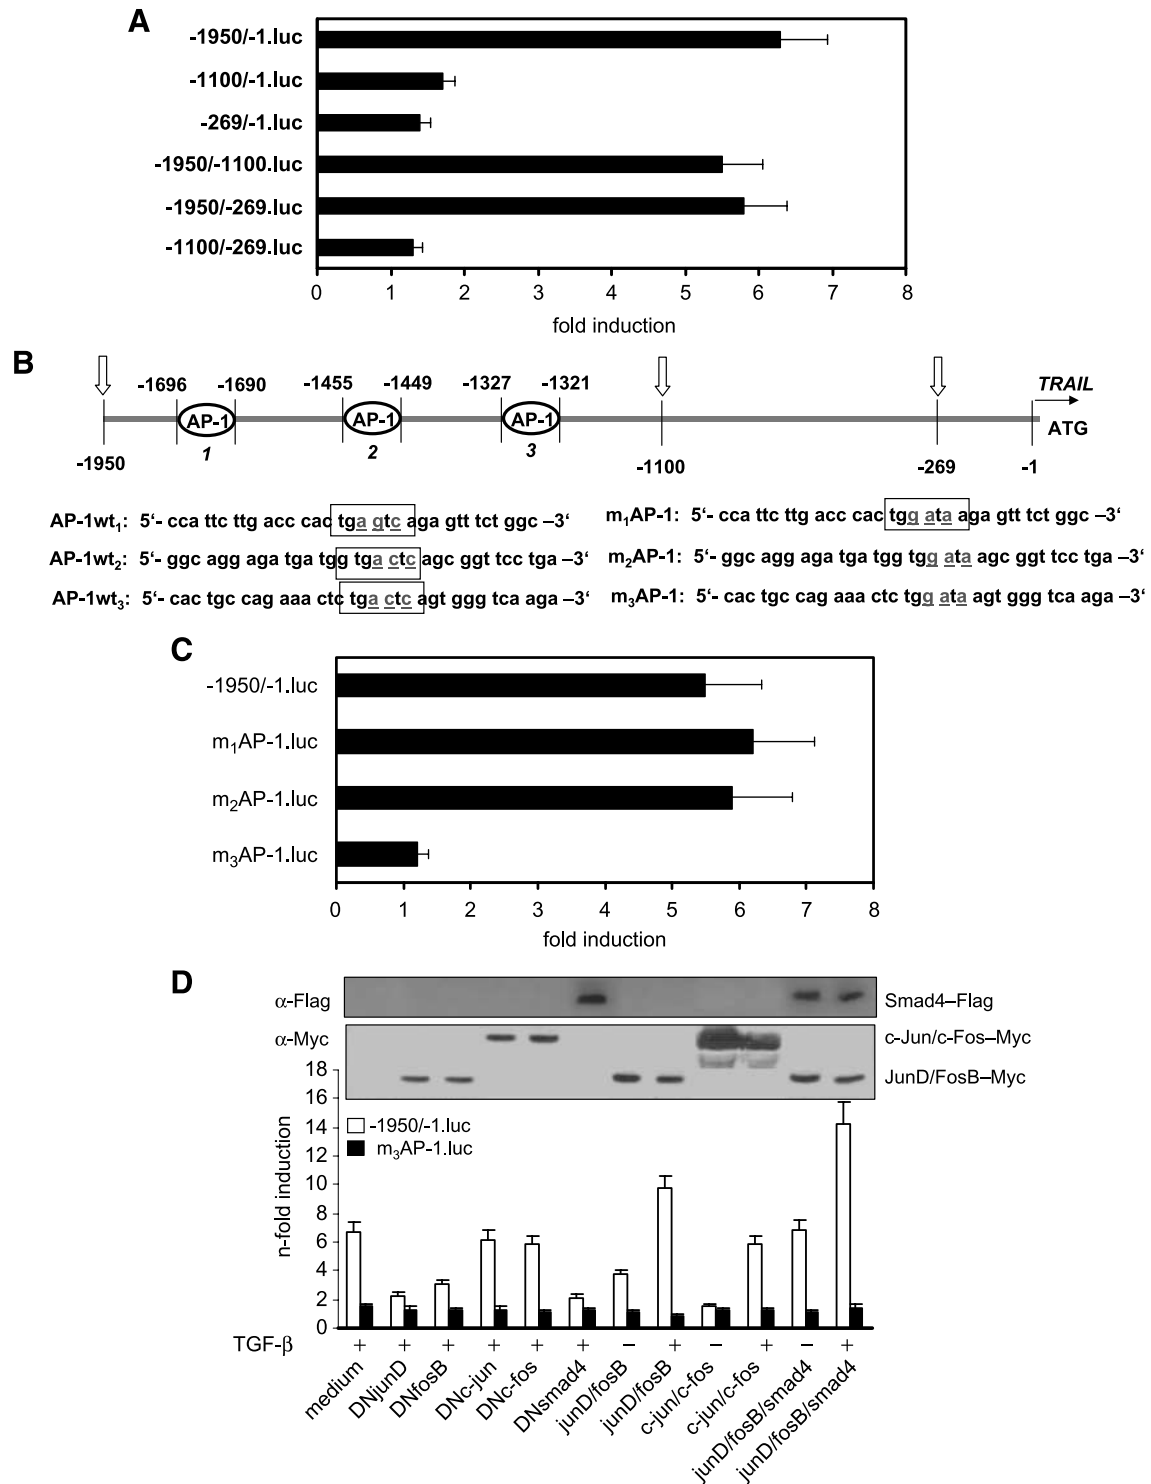 A
-1950/-1.luc
-1100/-1.luc
-269/-1.luc
-1950/-1100.luc
-1950/-269.luc
-1100/-269.luc
0 1 2 3 4 5 6 7 8
fold induction
B
-1696 -1690 -1455 -1449 -1327 -1321 TRAIL
AP-1 AP-1 AP-1 ATG
1 2 3
-1950 -1100 -269 -1
AP-1wt1: 5‘- cca ttc ttg acc cac tga gtc aga gtt tct ggc –3‘
AP-1wt2: 5‘- ggc agg aga tga tgg tga ctc agc ggt tcc tga –3‘
AP-1wt3: 5‘- cac tgc cag aaa ctc tga ctc agt ggg tca aga –3‘
m1AP-1: 5‘- cca ttc ttg acc cac tgg ata aga gtt tct ggc –3‘
m2AP-1: 5‘- ggc agg aga tga tgg tgg ata agc ggt tcc tga –3‘
m3AP-1: 5‘- cac tgc cag aaa ctc tgg ata agt ggg tca aga –3‘
C
-1950/-1.luc
m1AP-1.luc
m2AP-1.luc
m3AP-1.luc
0 1 2 3 4 5 6 7 8
fold induction
D
α-Flag Smad4–Flag
α-Myc c-Jun/c-Fos–Myc
JunD/FosB–Myc
18
16
14
12
10
8
6
4
2
0
n-fold induction
-1950/-1.luc
m3AP-1.luc
TGF-β + + + + + + – + – + – +
medium
DNjunD
DNfosB
DNc-jun
DNc-fos
DNsmad4
junD/fosB
junD/fosB
c-jun/c-fos
c-jun/c-fos
junD/fosB/smad4
junD/fosB/smad4